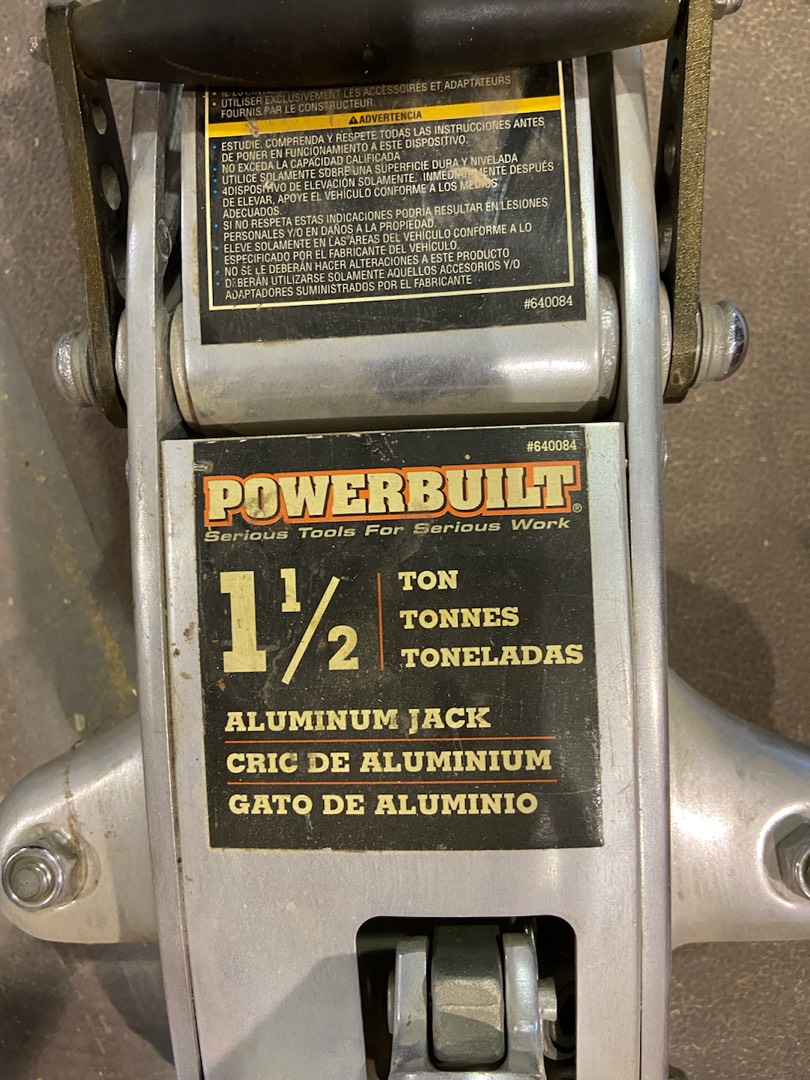 UTILISER EXCLUSIVEMENT LES ACCESSOIRES ET ADAPTATEURS
FOURNIS PAR LE CONSTRUCTEUR
ADVERTENCIA
• ESTUDIE, COMPRENDA Y RESPETE TODAS LAS INSTRUCCIONES ANTES
DE PONER EN FUNCIONAMIENTO A ESTE DISPOSITIVO.
• NO EXCEDA LA CAPACIDAD CALIFICADA
• UTILICE SOLAMENTE SOBRE UNA SUPERFICIE DURA Y NIVELADA
• 4DISPOSITIVO DE ELEVACIÓN SOLAMENTE. INMEDIATAMENTE DESPUÉS
DE ELEVAR, APOYE EL VEHÍCULO CONFORME A LOS MEDIOS
ADECUADOS.
SI NO RESPETA ESTAS INDICACIONES PODRÍA RESULTAR EN LESIONES
PERSONALES Y/O EN DAÑOS A LA PROPIEDAD.
• ELEVE SOLAMENTE EN LAS ÁREAS DEL VEHÍCULO CONFORME A LO
ESPECIFICADO POR EL FABRICANTE DEL VEHÍCULO.
• NO SE LE DEBERÁN HACER ALTERACIONES A ESTE PRODUCTO
• DEBERÁN UTILIZARSE SOLAMENTE AQUELLOS ACCESORIOS Y/O
ADAPTADORES SUMINISTRADOS POR EL FABRICANTE
#640084
#640084
POWERBUILT®
Serious Tools For Serious Work
1 1/2
TON
TONNES
TONELADAS
ALUMINUM JACK
CRIC DE ALUMINIUM
GATO DE ALUMINIO